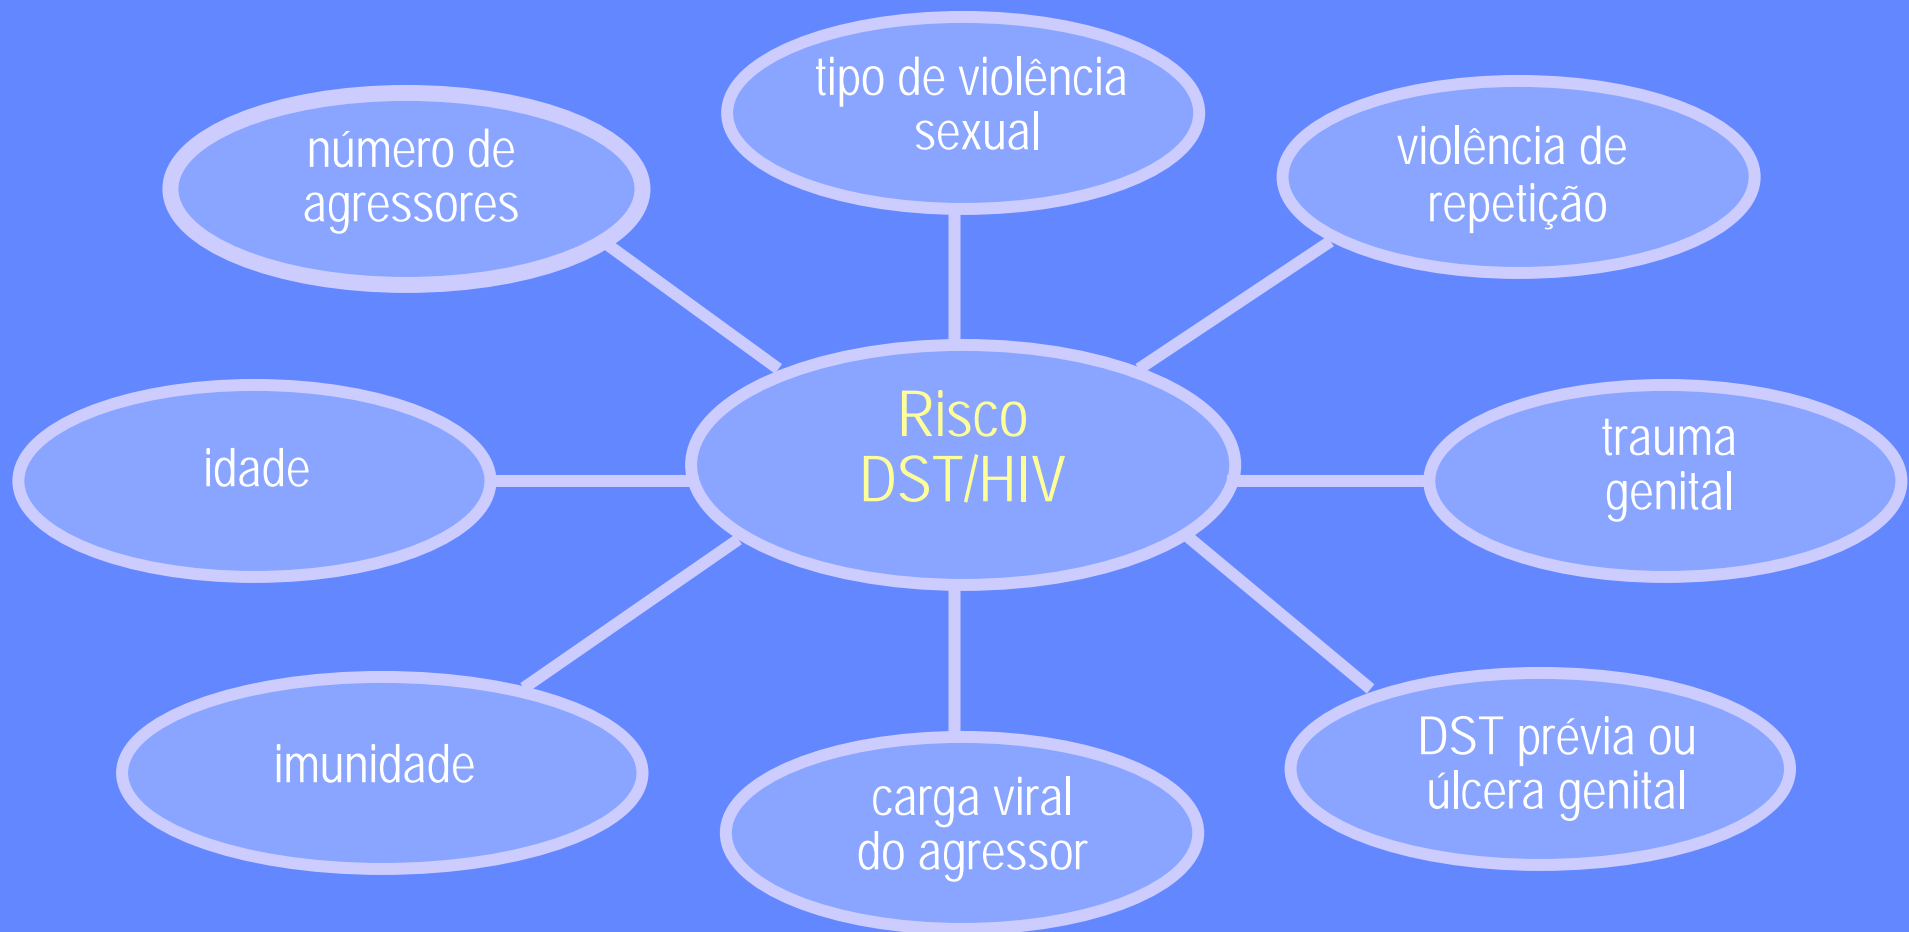 tipo de violência
sexual
número de
agressores
violência de
repetição
Risco
DST/HIV
idade
trauma
genital
imunidade
carga viral
do agressor
DST prévia ou
úlcera genital